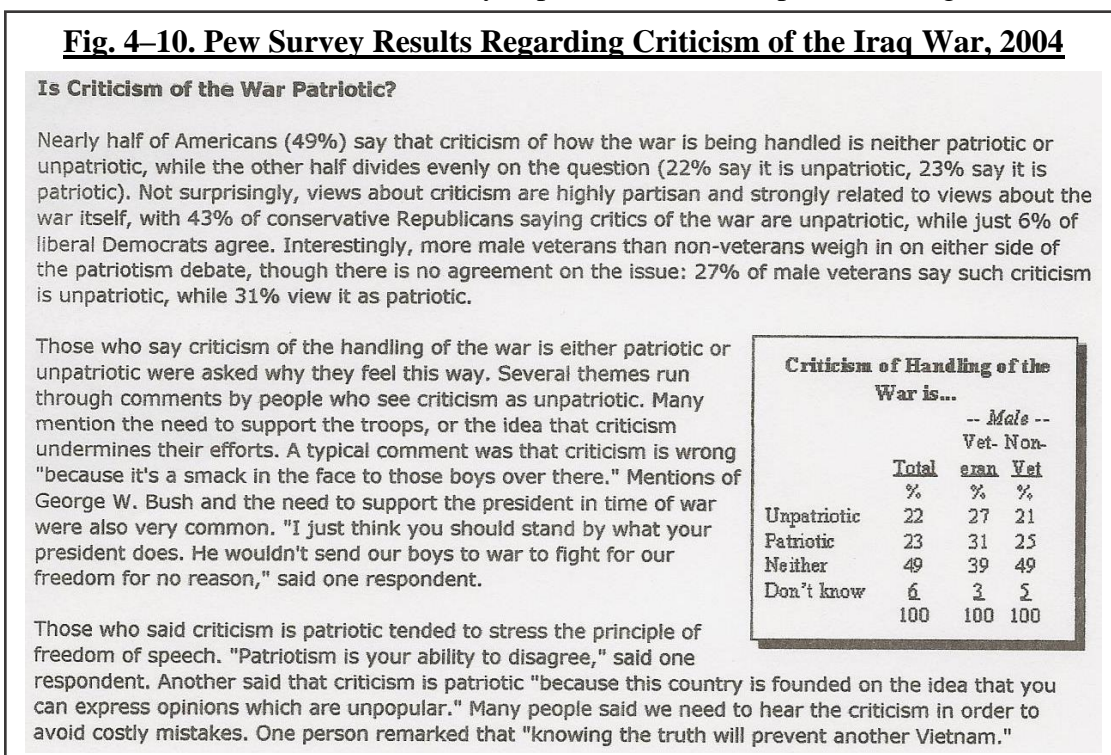 Fig. 4–10. Pew Survey Results Regarding Criticism of the Iraq War, 2004
Is Criticism of the War Patriotic?
Nearly half of Americans (49%) say that criticism of how the war is being handled is neither patriotic or
unpatriotic, while the other half divides evenly on the question (22% say it is unpatriotic, 23% say it is
patriotic). Not surprisingly, views about criticism are highly partisan and strongly related to views about the
war itself, with 43% of conservative Republicans saying critics of the war are unpatriotic, while just 6% of
liberal Democrats agree. Interestingly, more male veterans than non-veterans weigh in on either side of
the patriotism debate, though there is no agreement on the issue: 27% of male veterans say such criticism
is unpatriotic, while 31% view it as patriotic.
Those who say criticism of the handling of the war is either patriotic or
unpatriotic were asked why they feel this way. Several themes run
through comments by people who see criticism as unpatriotic. Many
mention the need to support the troops, or the idea that criticism
undermines their efforts. A typical comment was that criticism is wrong
"because it's a smack in the face to those boys over there." Mentions of
George W. Bush and the need to support the president in time of war
were also very common. "I just think you should stand by what your
president does. He wouldn't send our boys to war to fight for our
freedom for no reason," said one respondent.
Criticism of Handling of the
War is...
-- Male --
Vet- Non-
Total eran Vet
% % %
Unpatriotic 22 27 21
Patriotic 23 31 25
Neither 49 39 49
Don't know 6 3 5
100 100 100
Those who said criticism is patriotic tended to stress the principle of
freedom of speech. "Patriotism is your ability to disagree," said one
respondent. Another said that criticism is patriotic "because this country is founded on the idea that you
can express opinions which are unpopular." Many people said we need to hear the criticism in order to
avoid costly mistakes. One person remarked that "knowing the truth will prevent another Vietnam."